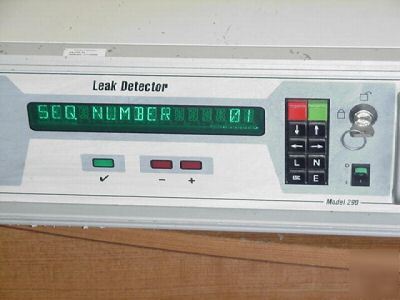 Leak Detector
SEQ NUMBER 01
✓ - +
↓ ↑
← →
L N
ESC E
O
I
Model 290